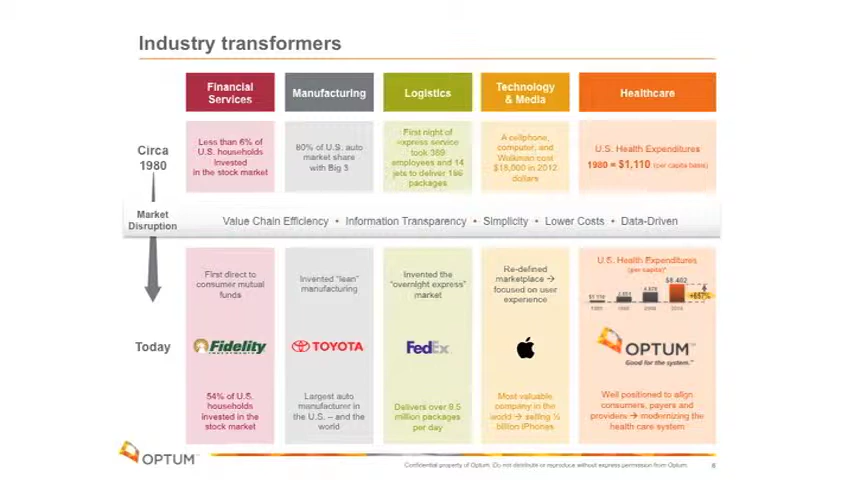 Industry transformers
Financial
Services
Manufacturing
Logistics
Technology
& Media
Healthcare
Circa
1980
Less than 6% of
U.S. households
invested
in the stock market
80% of U.S. auto
market share
with Big 3
First night of
express service
took 389
employees and 14
jets to deliver 186
packages
A cellphone,
computer, and
Walkman cost
$18,000 in 2012
dollars
U.S. Health Expenditures
1980 = $1,110 (per capita basis)
Market
Disruption
Value Chain Efficiency • Information Transparency • Simplicity • Lower Costs • Data-Driven
Today
First direct to
consumer mutual
funds
Fidelity
INVESTMENTS
54% of U.S.
households
invested in the
stock market
Invented “lean”
manufacturing
TOYOTA
Largest auto
manufacturer in
the U.S. – and the
world
Invented the
“overnight express”
market
FedEx
Delivers over 9.5
million packages
per day
Re-defined
marketplace →
focused on user
experience
Most valuable
company in the
world → selling ½
billion iPhones
U.S. Health Expenditures
(per capita)*
$8,402
+657%
$1,110
1980
OPTUM™
Good for the system.™
Well positioned to align
consumers, payers and
providers → modernizing the
health care system
OPTUM™
Confidential property of Optum. Do not distribute or reproduce without express permission from Optum.